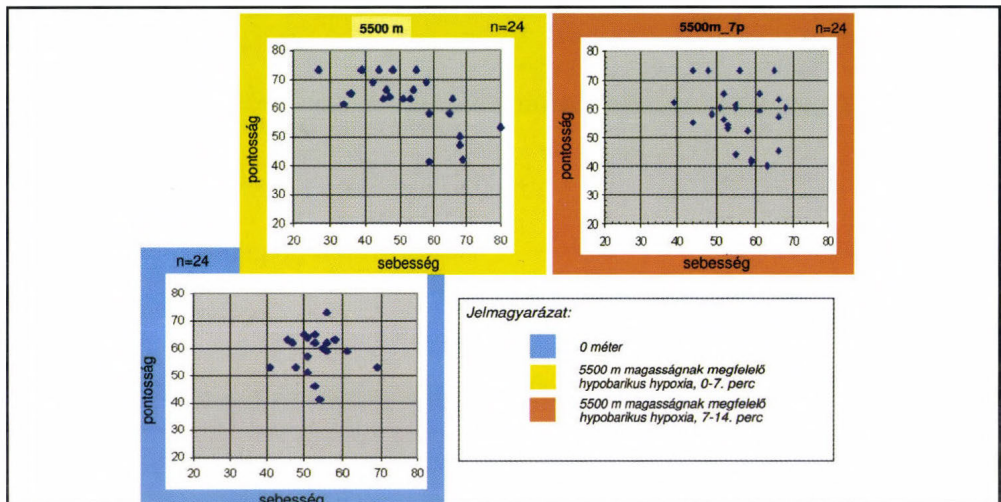 5500 m n=24
80
70
60
50
40
30
20
pontosság
20 30 40 50 60 70 80
sebesség
5500m_7p n=24
80
70
60
50
40
30
20
pontosság
20 30 40 50 60 70 80
sebesség
n=24
80
70
60
50
40
30
20
pontosság
20 30 40 50 60 70 80
sebesség
Jelmagyarázat:
0 méter
5500 m magasságnak megfelelő
hypobarikus hypoxia, 0-7. perc
5500 m magasságnak megfelelő
hypobarikus hypoxia, 7-14. perc